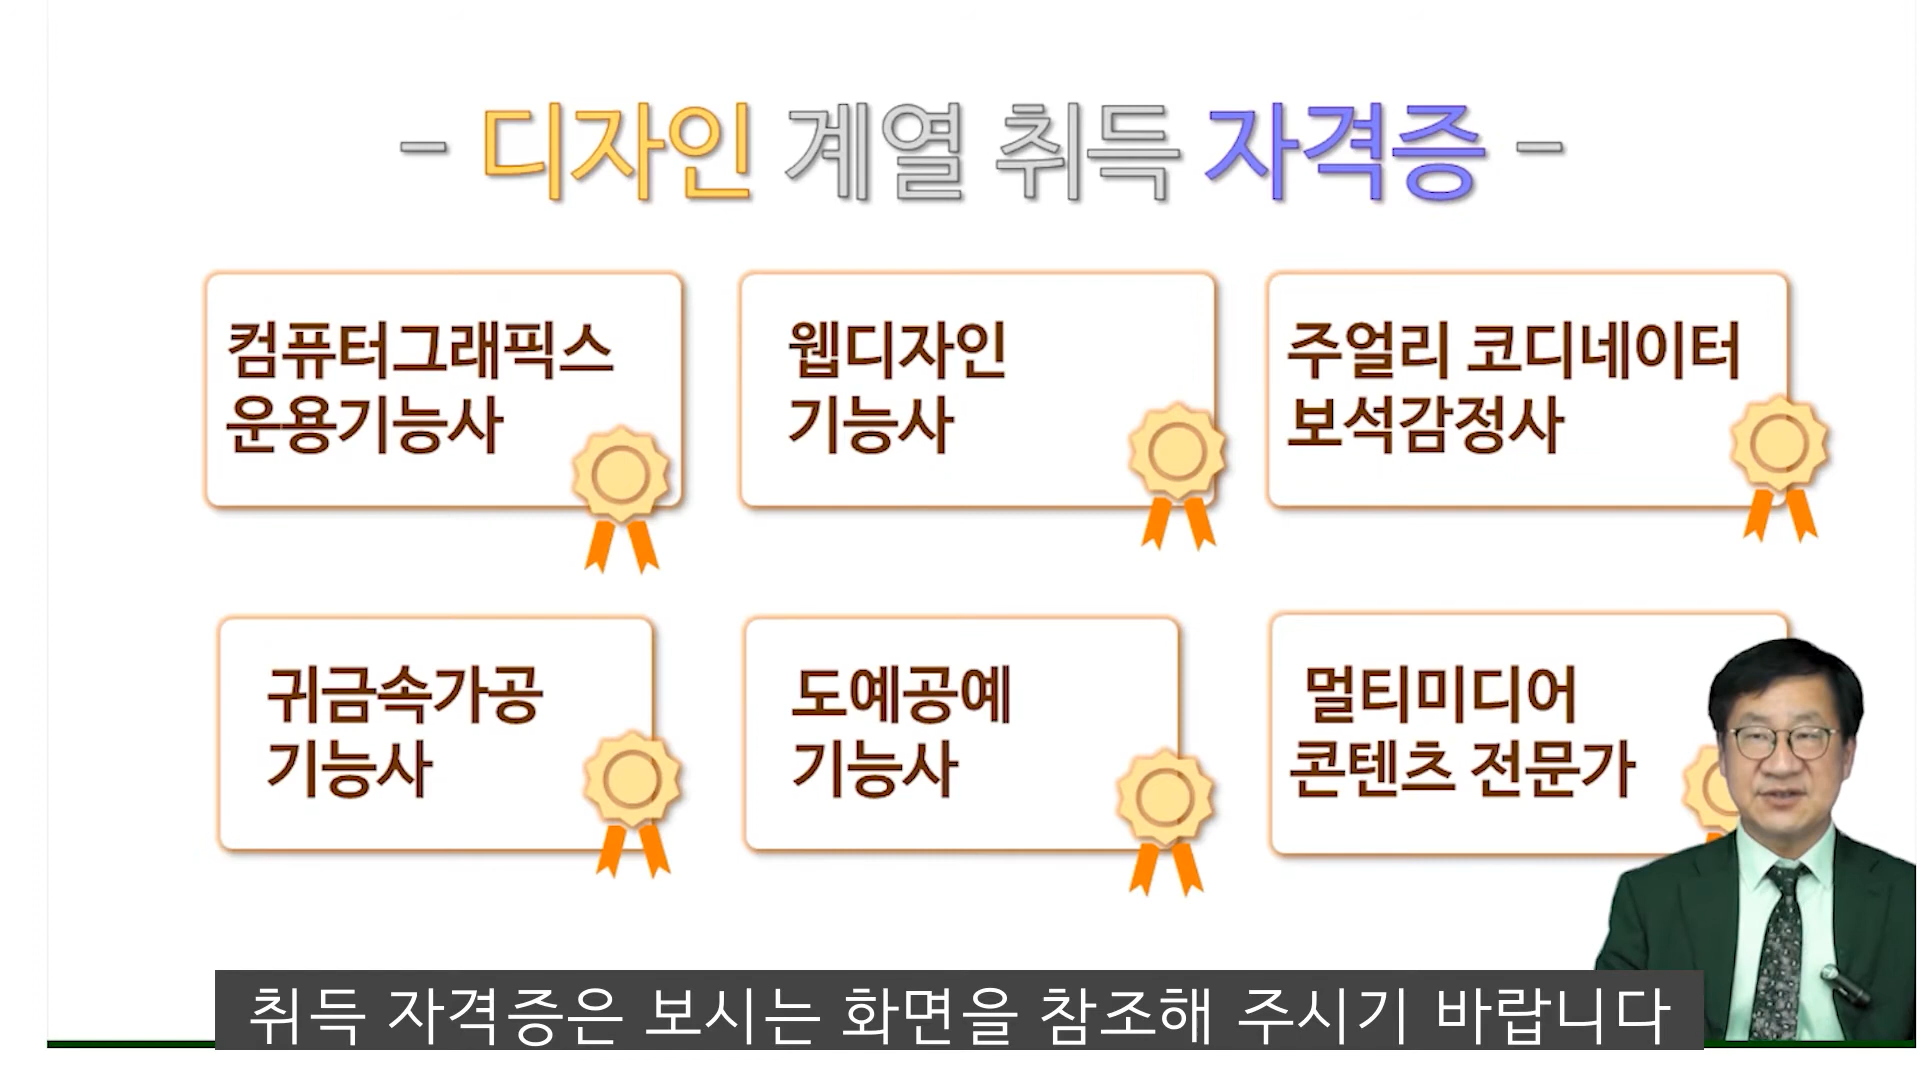 - 디자인 계열 취득 자격증 -
컴퓨터그래픽스
운용기능사
웹디자인
기능사
주얼리 코디네이터
보석감정사
귀금속가공
기능사
도예공예
기능사
멀티미디어
콘텐츠 전문가
취득 자격증은 보시는 화면을 참조해 주시기 바랍니다